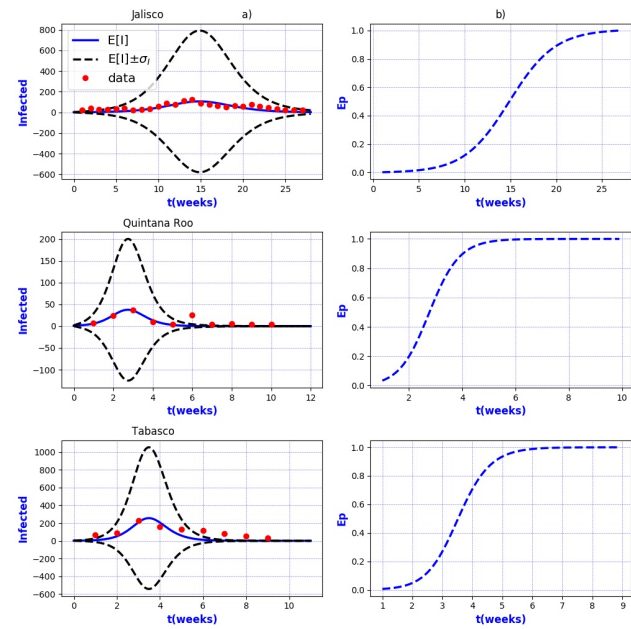 Jalisco a)
800
600
400
200
0
−200
−400
−600
Infected
E[I]
E[I]±σI
data
0 5 10 15 20 25
t(weeks)
b)
1.0
0.8
0.6
0.4
0.2
0.0
Ep
0 5 10 15 20 25
t(weeks)
Quintana Roo
200
150
100
50
0
−50
−100
Infected
0 2 4 6 8 10 12
t(weeks)
1.0
0.8
0.6
0.4
0.2
0.0
Ep
2 4 6 8 10
t(weeks)
Tabasco
1000
800
600
400
200
0
−200
−400
−600
Infected
0 2 4 6 8 10
t(weeks)
1.0
0.8
0.6
0.4
0.2
0.0
Ep
1 2 3 4 5 6 7 8 9
t(weeks)